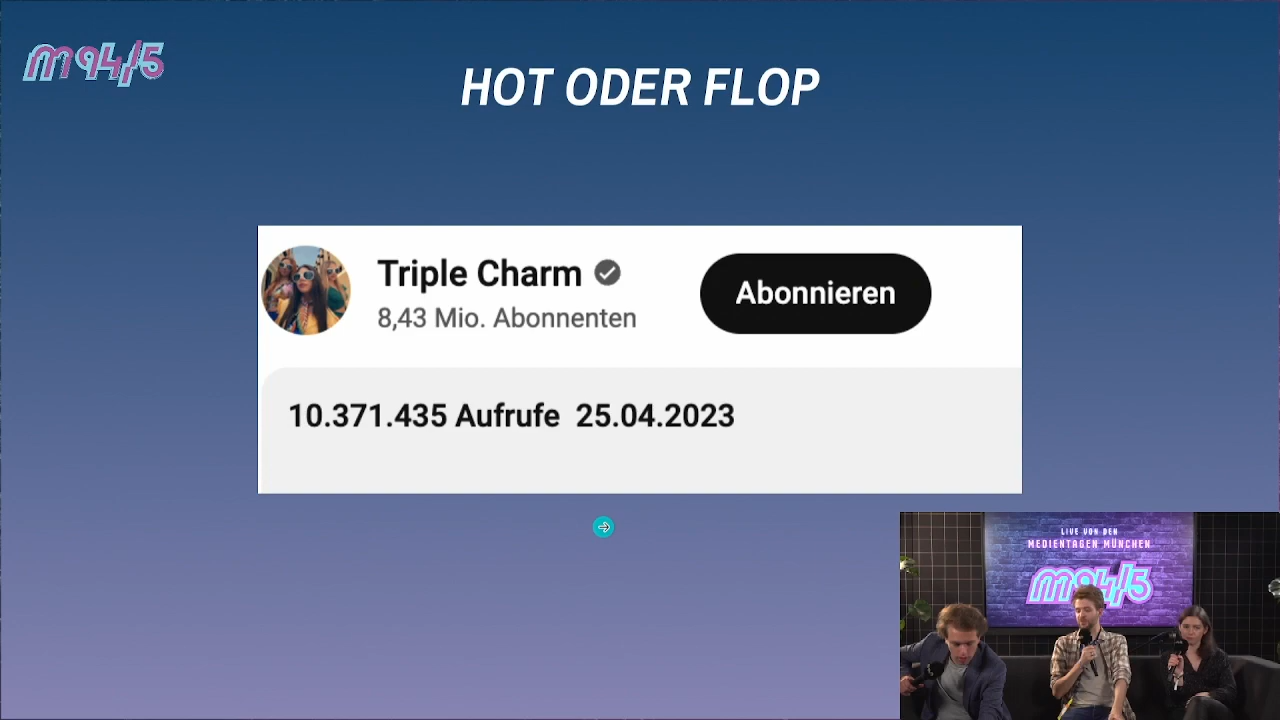 M94/5
HOT ODER FLOP
Triple Charm
8,43 Mio. Abonnenten
Abonnieren
10.371.435 Aufrufe 25.04.2023
LIVE VON DEN
MEDIENTAGEN MÜNCHEN
M94/5